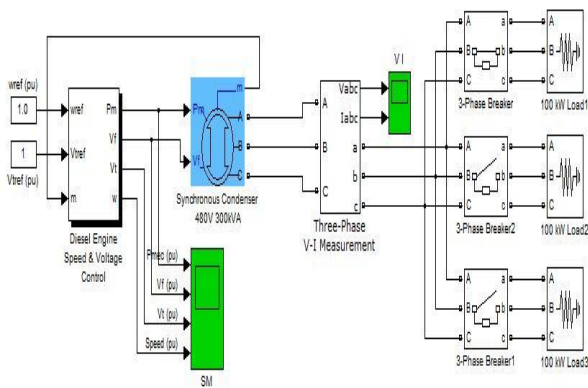 wref (pu)
1.0
Vtref (pu)
1
wref
Vtref
m
Pm
Vf
Vt
w
Diesel Engine
Speed & Voltage
Control
Pm
Vf_
m
A
B
C
Synchronous Condenser
480V 300kVA
Pmec (pu)
Vf (pu)
Vt (pu)
Speed (pu)
SM
A
B
C
Vabc
Iabc
a
b
c
Three-Phase
V-I Measurement
V I
A
B
C
a
b
c
3-Phase Breaker
A
B
C
100 kW Load1
A
B
C
a
b
c
3-Phase Breaker2
A
B
C
100 kW Load2
A
B
C
a
b
c
3-Phase Breaker1
A
B
C
100 kW Load3